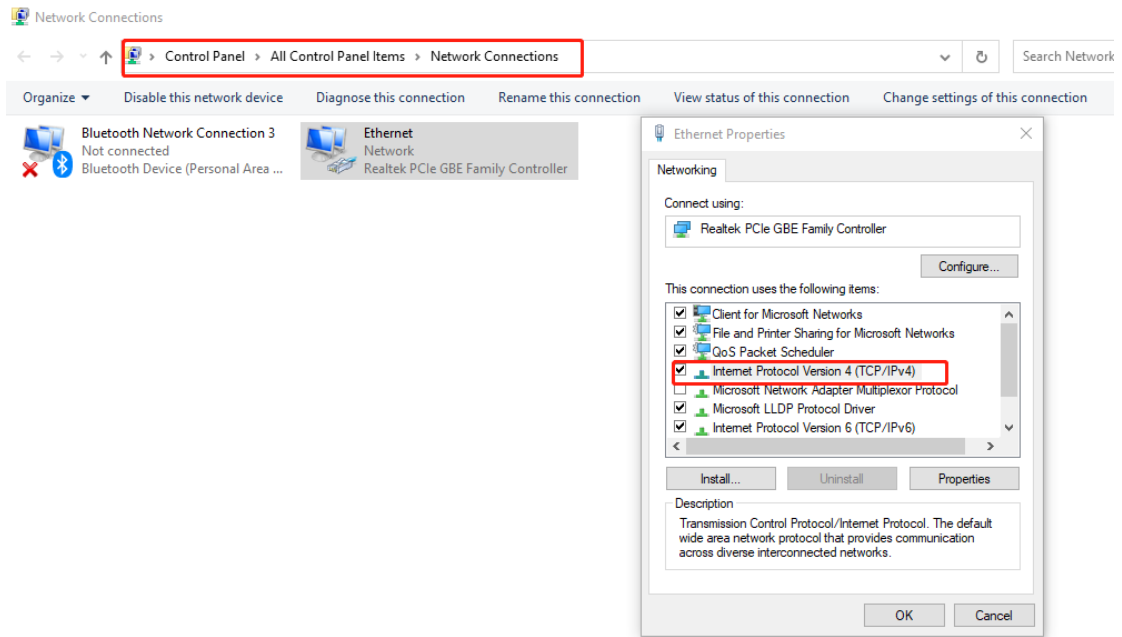 Network Connections
Control Panel > All Control Panel Items > Network Connections
Search Network
Organize
Disable this network device
Diagnose this connection
Rename this connection
View status of this connection
Change settings of this connection
Bluetooth Network Connection 3
Not connected
Bluetooth Device (Personal Area ...
Ethernet
Network
Realtek PCIe GBE Family Controller
Ethernet Properties
Networking
Connect using:
Realtek PCIe GBE Family Controller
Configure...
This connection uses the following items:
Client for Microsoft Networks
File and Printer Sharing for Microsoft Networks
QoS Packet Scheduler
Internet Protocol Version 4 (TCP/IPv4)
Microsoft Network Adapter Multiplexor Protocol
Microsoft LLDP Protocol Driver
Internet Protocol Version 6 (TCP/IPv6)
Install...
Uninstall
Properties
Description
Transmission Control Protocol/Internet Protocol. The default
wide area network protocol that provides communication
across diverse interconnected networks.
OK
Cancel